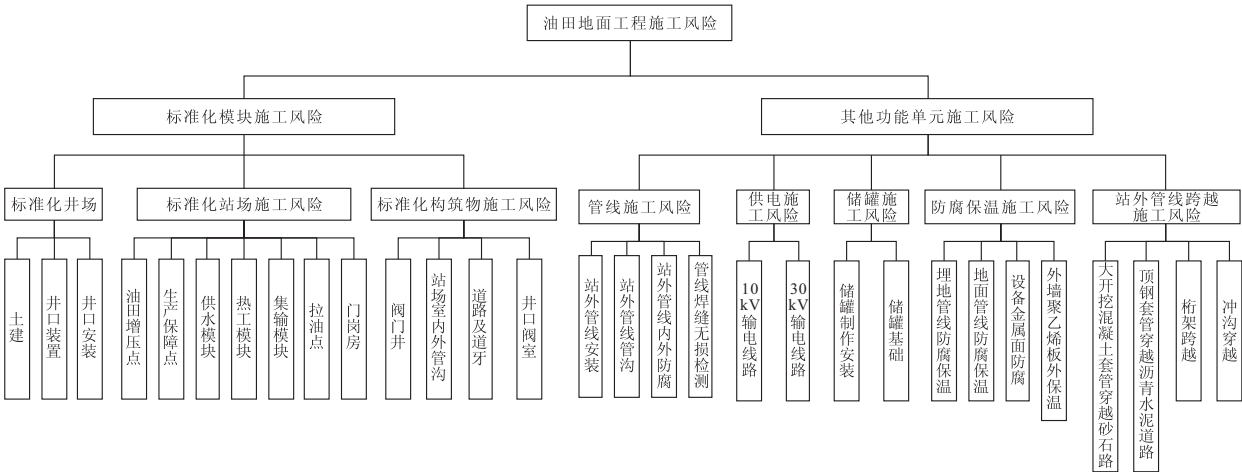 油田地面工程施工风险
标准化模块施工风险
其他功能单元施工风险
标准化井场
标准化站场施工风险
标准化构筑物施工风险
管线施工风险
供电施
工风险
储罐施
工风险
防腐保温施工风险
站外管线跨越
施工风险
土建
井口装置
井口安装
油田增压点
生产保障点
供水模块
热工模块
集输模块
拉油点
门岗房
阀门井
站场室内外管沟
道路及道牙
井口阀室
站外管线安装
站外管线管沟
站外管线内外防腐
管线焊缝无损检测
10kV输电线路
30kV输电线路
储罐制作安装
储罐基础
埋地管线防腐保温
地面管线防腐保温
设备金属面防腐
外墙聚乙烯板外保温
大开挖混凝土套管穿越砂石路
顶钢套管穿越沥青水泥道路
桁架跨越
冲沟穿越